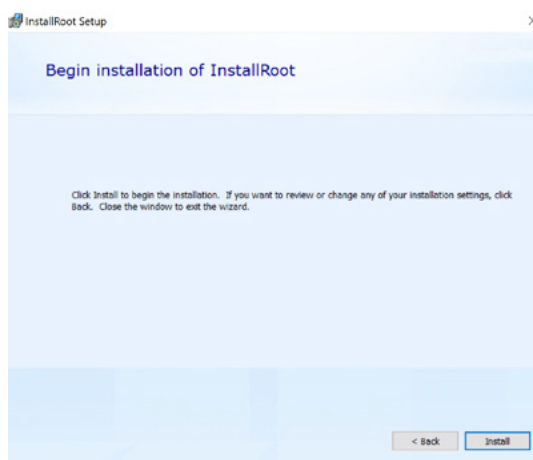 InstallRoot Setup
Begin installation of InstallRoot
Click Install to begin the installation. If you want to review or change any of your installation settings, click
Back. Close the window to exit the wizard.
< Back
Install